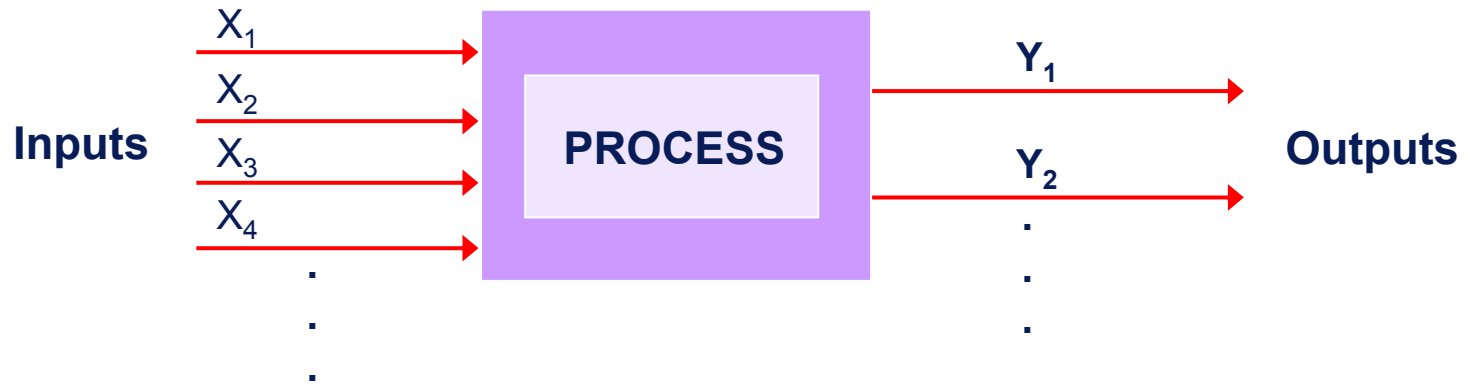 X₁
X₂
X₃
X₄
.
.
.
Inputs
PROCESS
Y₁
Y₂
.
.
.
Outputs